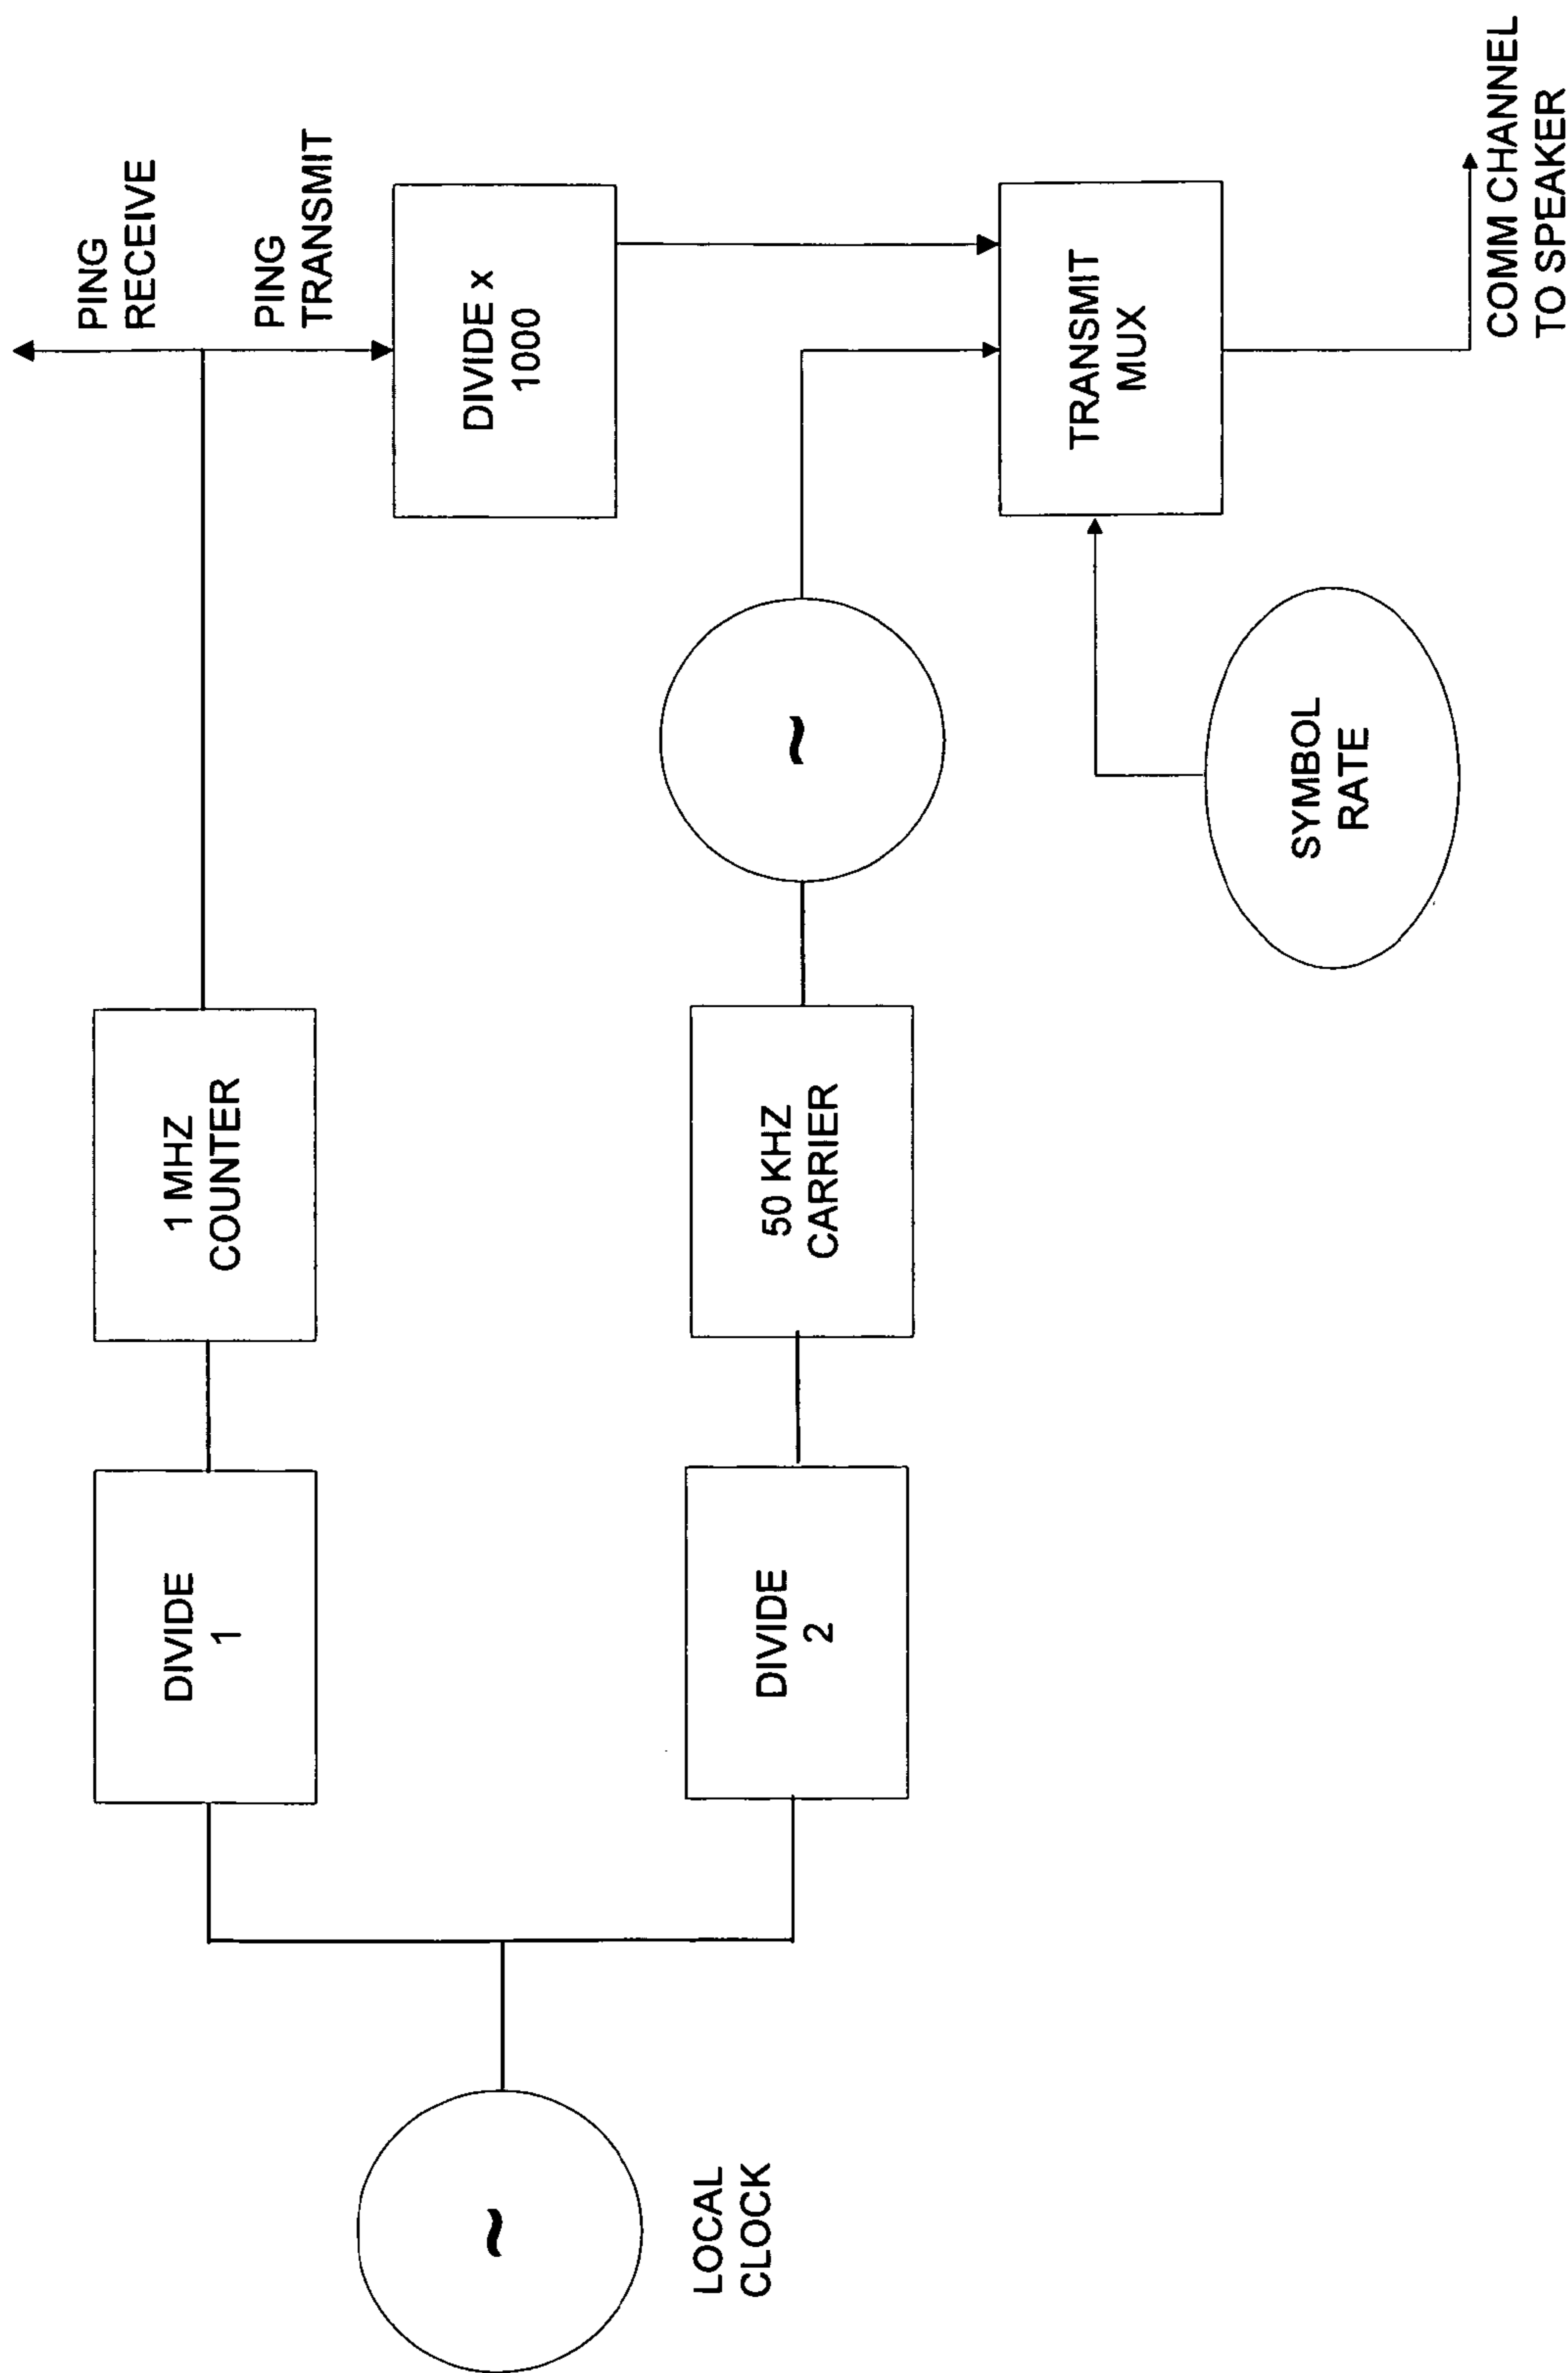 PING
RECEIVE
PING
TRANSMIT
DIVIDE
1
1 MHZ
COUNTER
DIVIDE x
1000
~
LOCAL
CLOCK
DIVIDE
2
50 KHZ
CARRIER
~
TRANSMIT
MUX
SYMBOL
RATE
COMM CHANNEL
TO SPEAKER